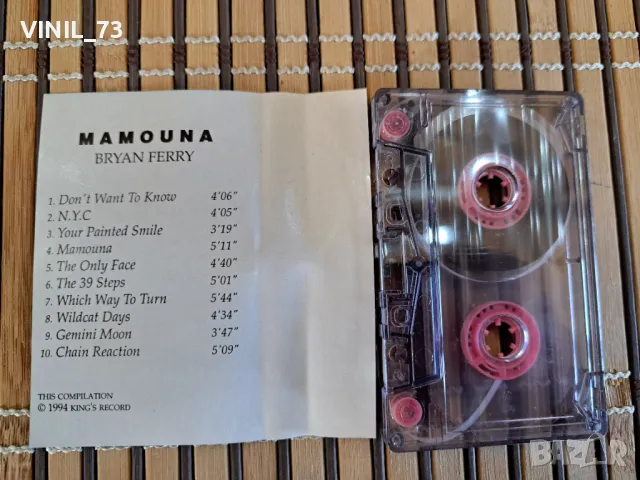 VINIL_73
MAMOUNA
BRYAN FERRY
1. Don't Want To Know 4'06"
2. N.Y.C 4'05"
3. Your Painted Smile 3'19"
4. Mamouna 5'11"
5. The Only Face 4'40"
6. The 39 Steps 5'01"
7. Which Way To Turn 5'44"
8. Wildcat Days 4'34"
9. Gemini Moon 3'47"
10. Chain Reaction 5'09"
THIS COMPILATION
© 1994 KING'S RECORD
BAZAR